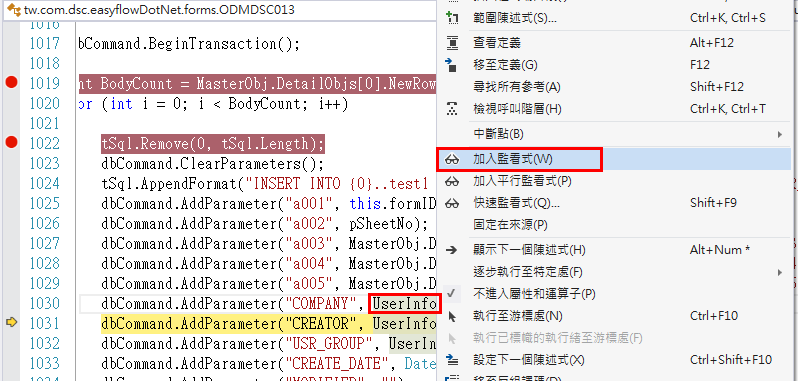 tw.com.dsc.easyflowDotNet.forms.ODMDSC013
1016
1017 bCommand.BeginTransaction();
1018
1019 nt BodyCount = MasterObj.DetailObjs[0].NewRow
1020 or (int i = 0; i < BodyCount; i++)
1021
1022 tSql.Remove(0, tSql.Length);
1023 dbCommand.ClearParameters();
1024 tSql.AppendFormat("INSERT INTO {0}..test1
1025 dbCommand.AddParameter("a001", this.formID
1026 dbCommand.AddParameter("a002", pSheetNo);
1027 dbCommand.AddParameter("a003", MasterObj.D
1028 dbCommand.AddParameter("a004", MasterObj.D
1029 dbCommand.AddParameter("a005", MasterObj.D
1030 dbCommand.AddParameter("COMPANY", UserInfo
1031 dbCommand.AddParameter("CREATOR", UserInfo
1032 dbCommand.AddParameter("USR_GROUP", UserIn
1033 dbCommand.AddParameter("CREATE_DATE", Date
範圍陳述式(S)... Ctrl+K, Ctrl+S
查看定義 Alt+F12
移至定義(G) F12
尋找所有參考(A) Shift+F12
檢視呼叫階層(H) Ctrl+K, Ctrl+T
中斷點(B)
加入監看式(W)
加入平行監看式(P)
快速監看式(Q)... Shift+F9
固定在來源(P)
顯示下一個陳述式(H) Alt+Num *
逐步執行至特定處(F)
不進入屬性和運算子(P)
執行至游標處(N) Ctrl+F10
執行已標幟的執行緒至游標處(F)
設定下一個陳述式(X) Ctrl+Shift+F10